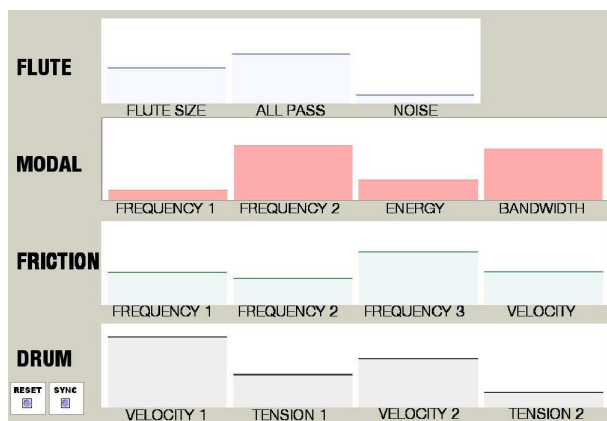 FLUTE
FLUTE SIZE ALL PASS NOISE
MODAL
FREQUENCY 1 FREQUENCY 2 ENERGY BANDWIDTH
FRICTION
FREQUENCY 1 FREQUENCY 2 FREQUENCY 3 VELOCITY
DRUM
RESET SYNC
VELOCITY 1 TENSION 1 VELOCITY 2 TENSION 2